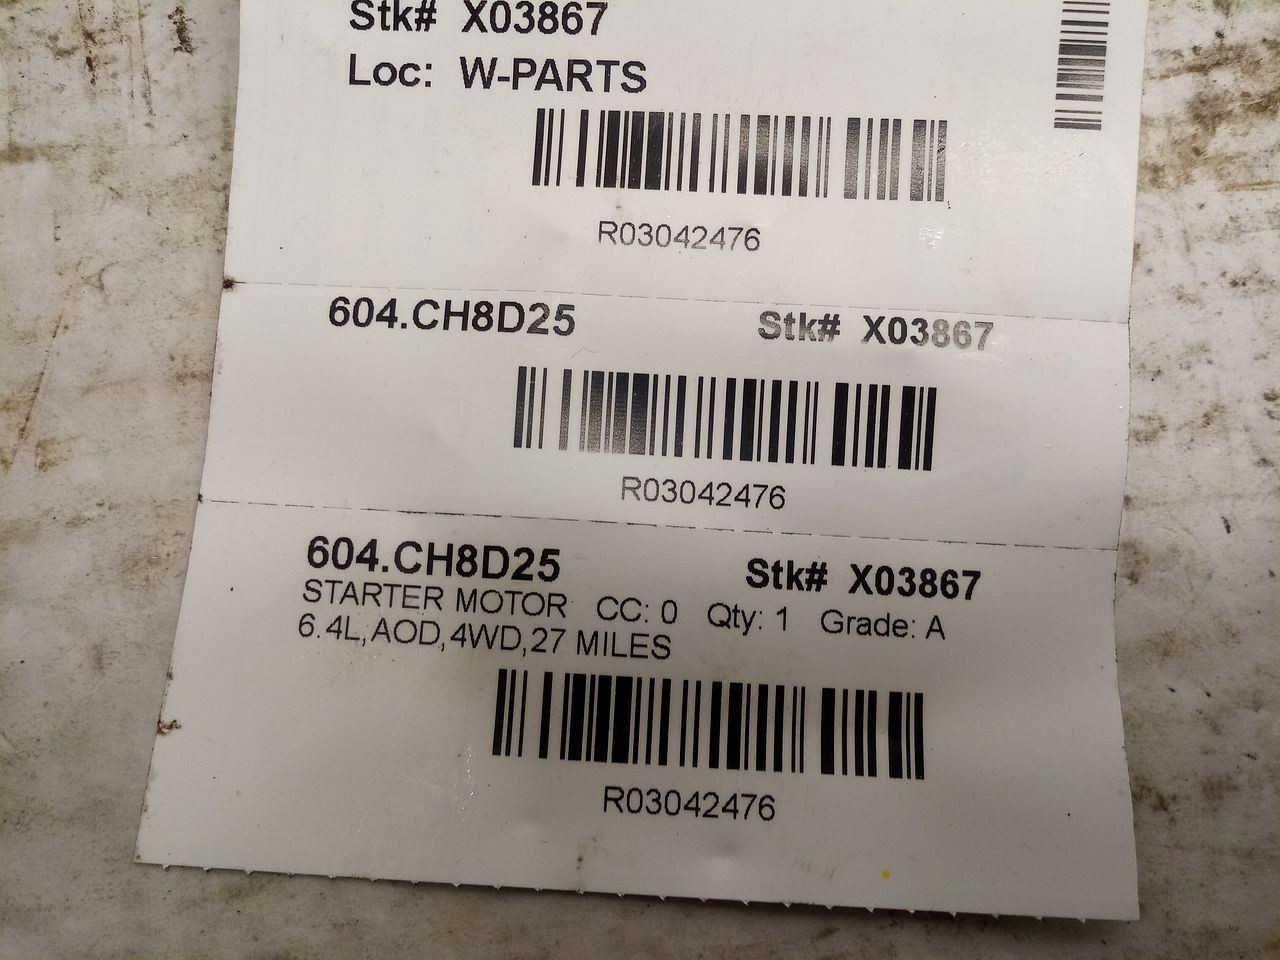 Stk# X03867
Loc: W-PARTS
R03042476
604.CH8D25 Stk# X03867
R03042476
604.CH8D25 Stk# X03867
STARTER MOTOR CC: 0 Qty: 1 Grade: A
6.4L,AOD,4WD,27 MILES
R03042476